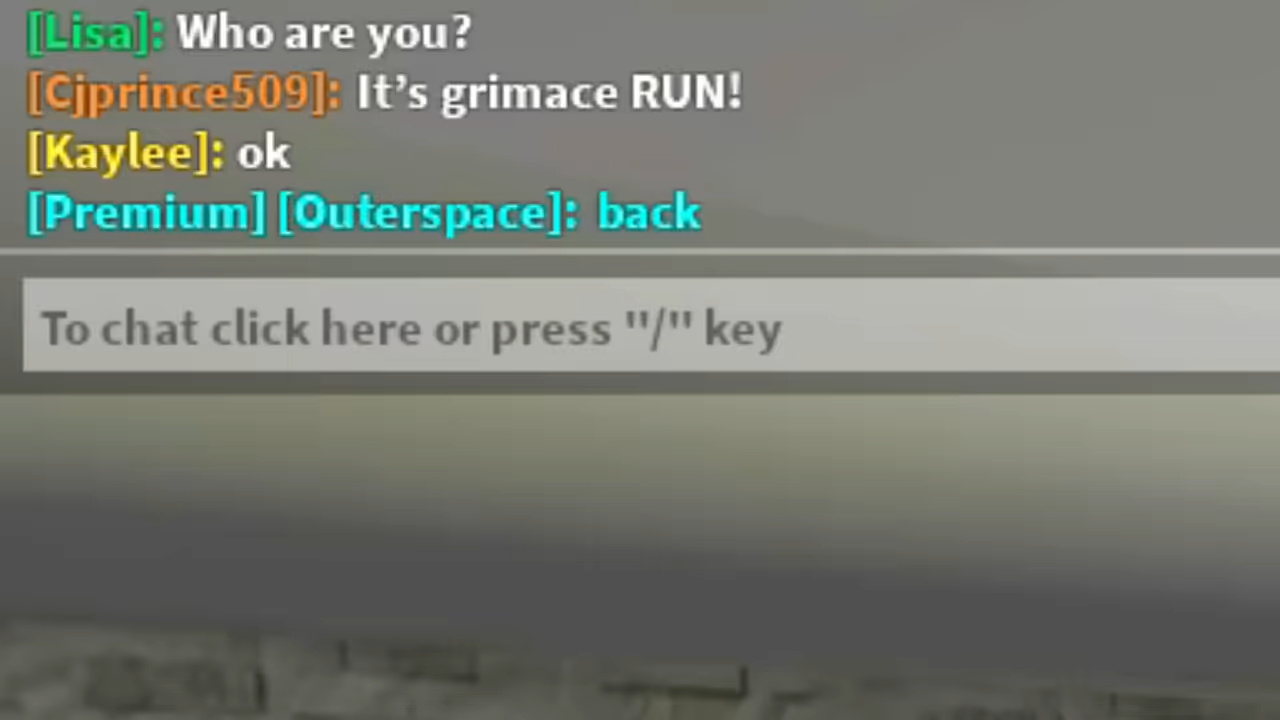 [Lisa]: Who are you?
[Cjprince509]: It’s grimace RUN!
[Kaylee]: ok
[Premium] [Outerspace]: back
To chat click here or press "/" key